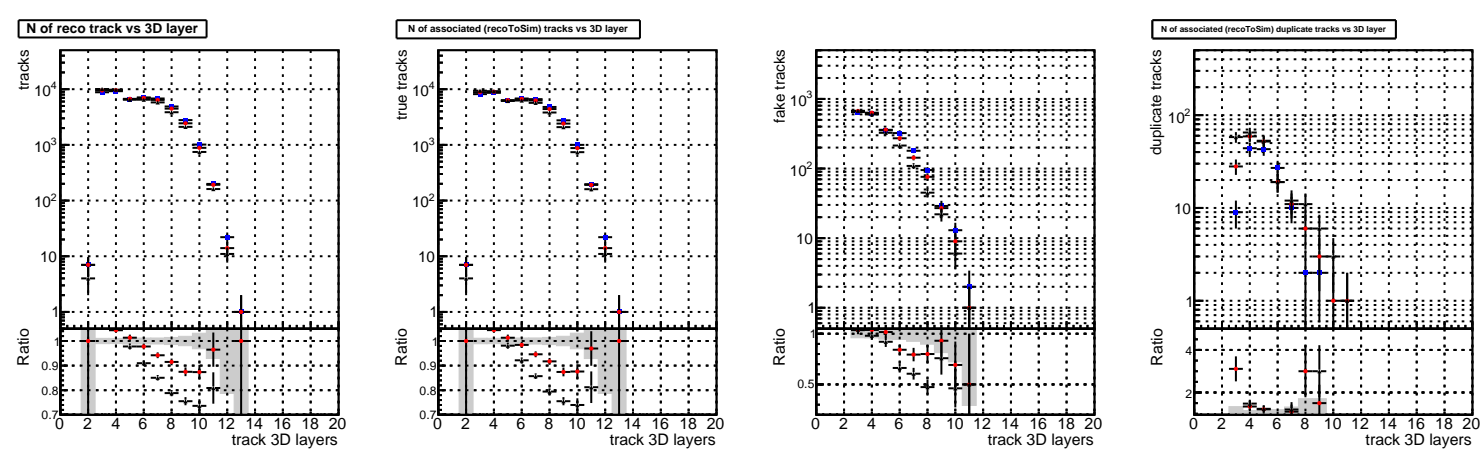 N of reco track vs 3D layer
tracks
10^4
10^3
10^2
10
1
Ratio
1
0.9
0.8
0.7
0 2 4 6 8 10 12 14 16 18 20
track 3D layers
N of associated (recoToSim) tracks vs 3D layer
true tracks
10^4
10^3
10^2
10
1
Ratio
1
0.9
0.8
0.7
0 2 4 6 8 10 12 14 16 18 20
track 3D layers
fake tracks
10^3
10^2
10
1
Ratio
1
0.5
0 2 4 6 8 10 12 14 16 18 20
track 3D layers
N of associated (recoToSim) duplicate tracks vs 3D layer
duplicate tracks
10^2
10
1
Ratio
4
2
0 2 4 6 8 10 12 14 16 18 20
track 3D layers